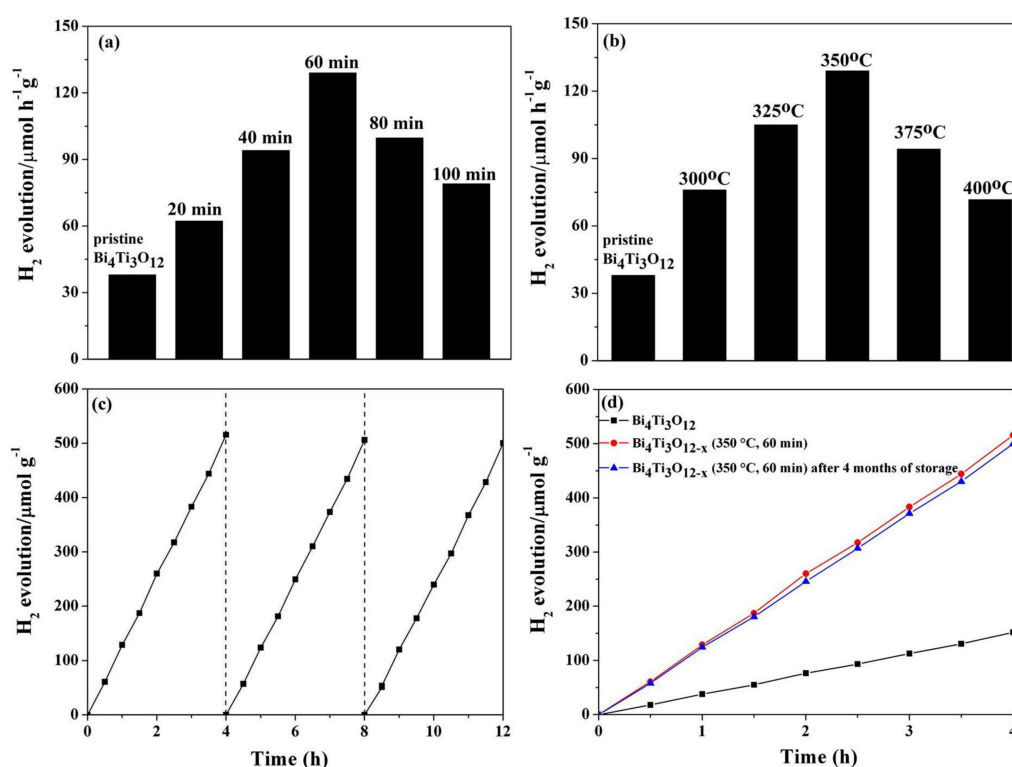 (a)
H₂ evolution/μmol h⁻¹g⁻¹
150
120
90
60
30
0
pristine
Bi₄Ti₃O₁₂
20 min
40 min
60 min
80 min
100 min
(b)
H₂ evolution/μmol h⁻¹g⁻¹
150
120
90
60
30
0
pristine
Bi₄Ti₃O₁₂
300°C
325°C
350°C
375°C
400°C
(c)
H₂ evolution/μmol g⁻¹
600
500
400
300
200
100
0
0 2 4 6 8 10 12
Time (h)
(d)
H₂ evolution/μmol g⁻¹
600
500
400
300
200
100
0
Bi₄Ti₃O₁₂
Bi₄Ti₃O₁₂₋ₓ (350 °C, 60 min)
Bi₄Ti₃O₁₂₋ₓ (350 °C, 60 min) after 4 months of storage
0 1 2 3 4
Time (h)